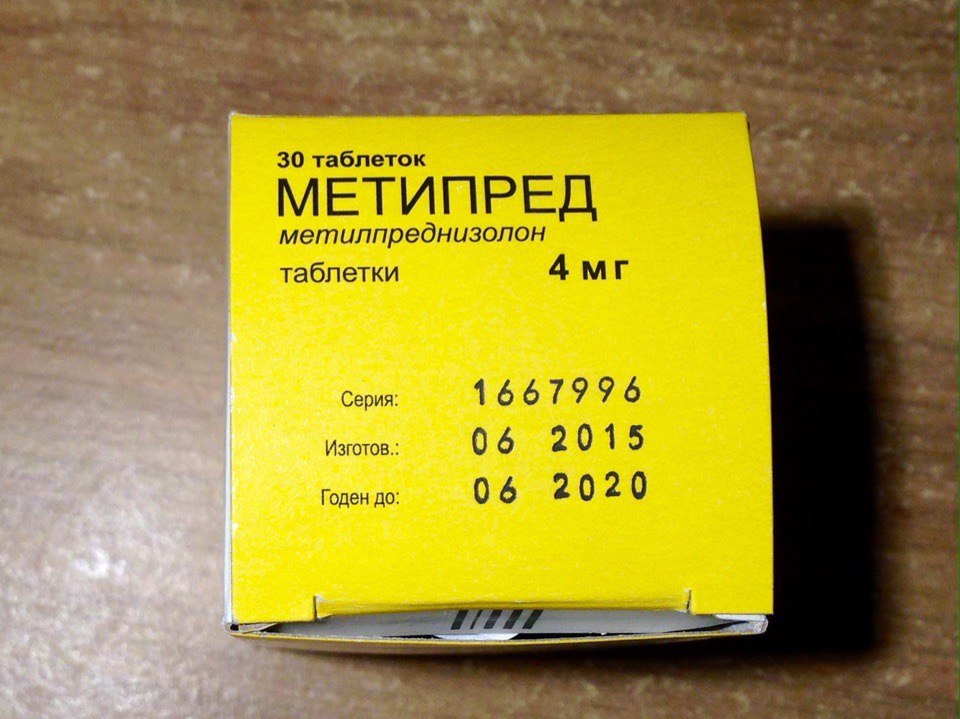 30 таблеток
МЕТИПРЕД
метилпреднизолон
таблетки 4 мг
Серия: 1667996
Изготов.: 06 2015
Годен до: 06 2020